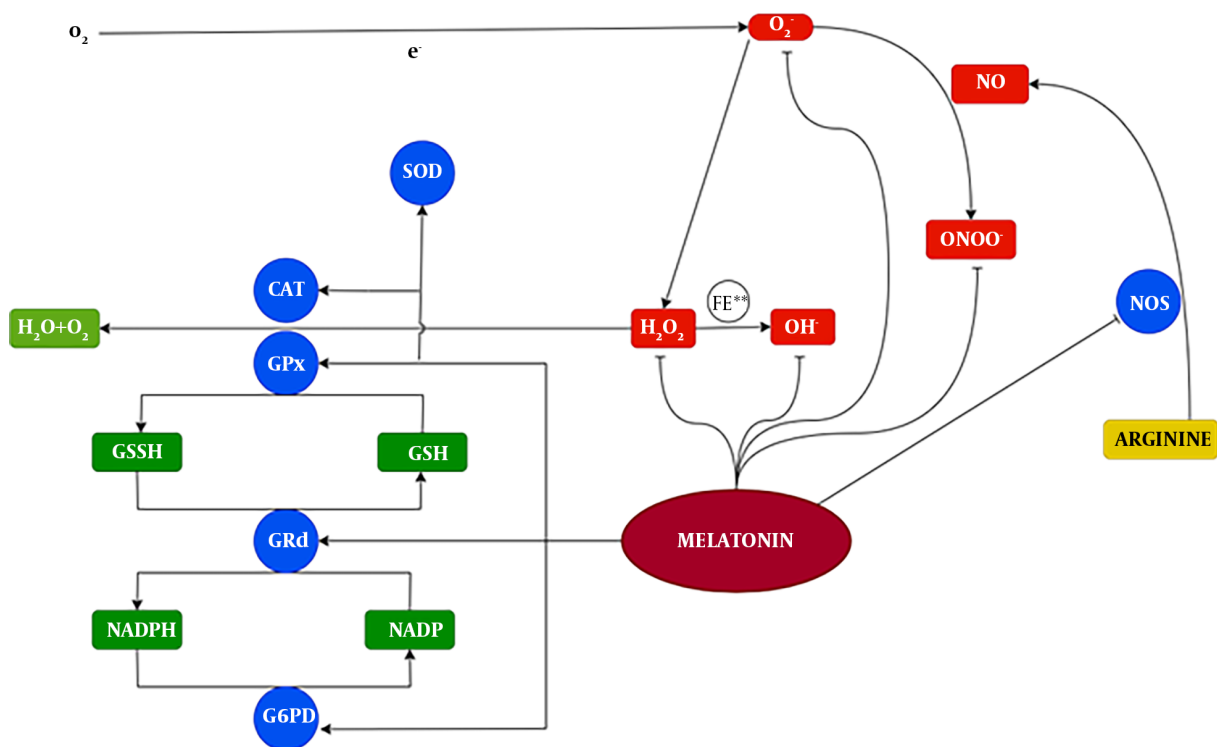 O₂
e⁻
O₂⁻
NO
SOD
ONOO⁻
CAT
NOS
FE**
H₂O+O₂
H₂O₂
OH⁻
GPx
GSSH
GSH
ARGININE
GRd
MELATONIN
NADPH
NADP
G6PD